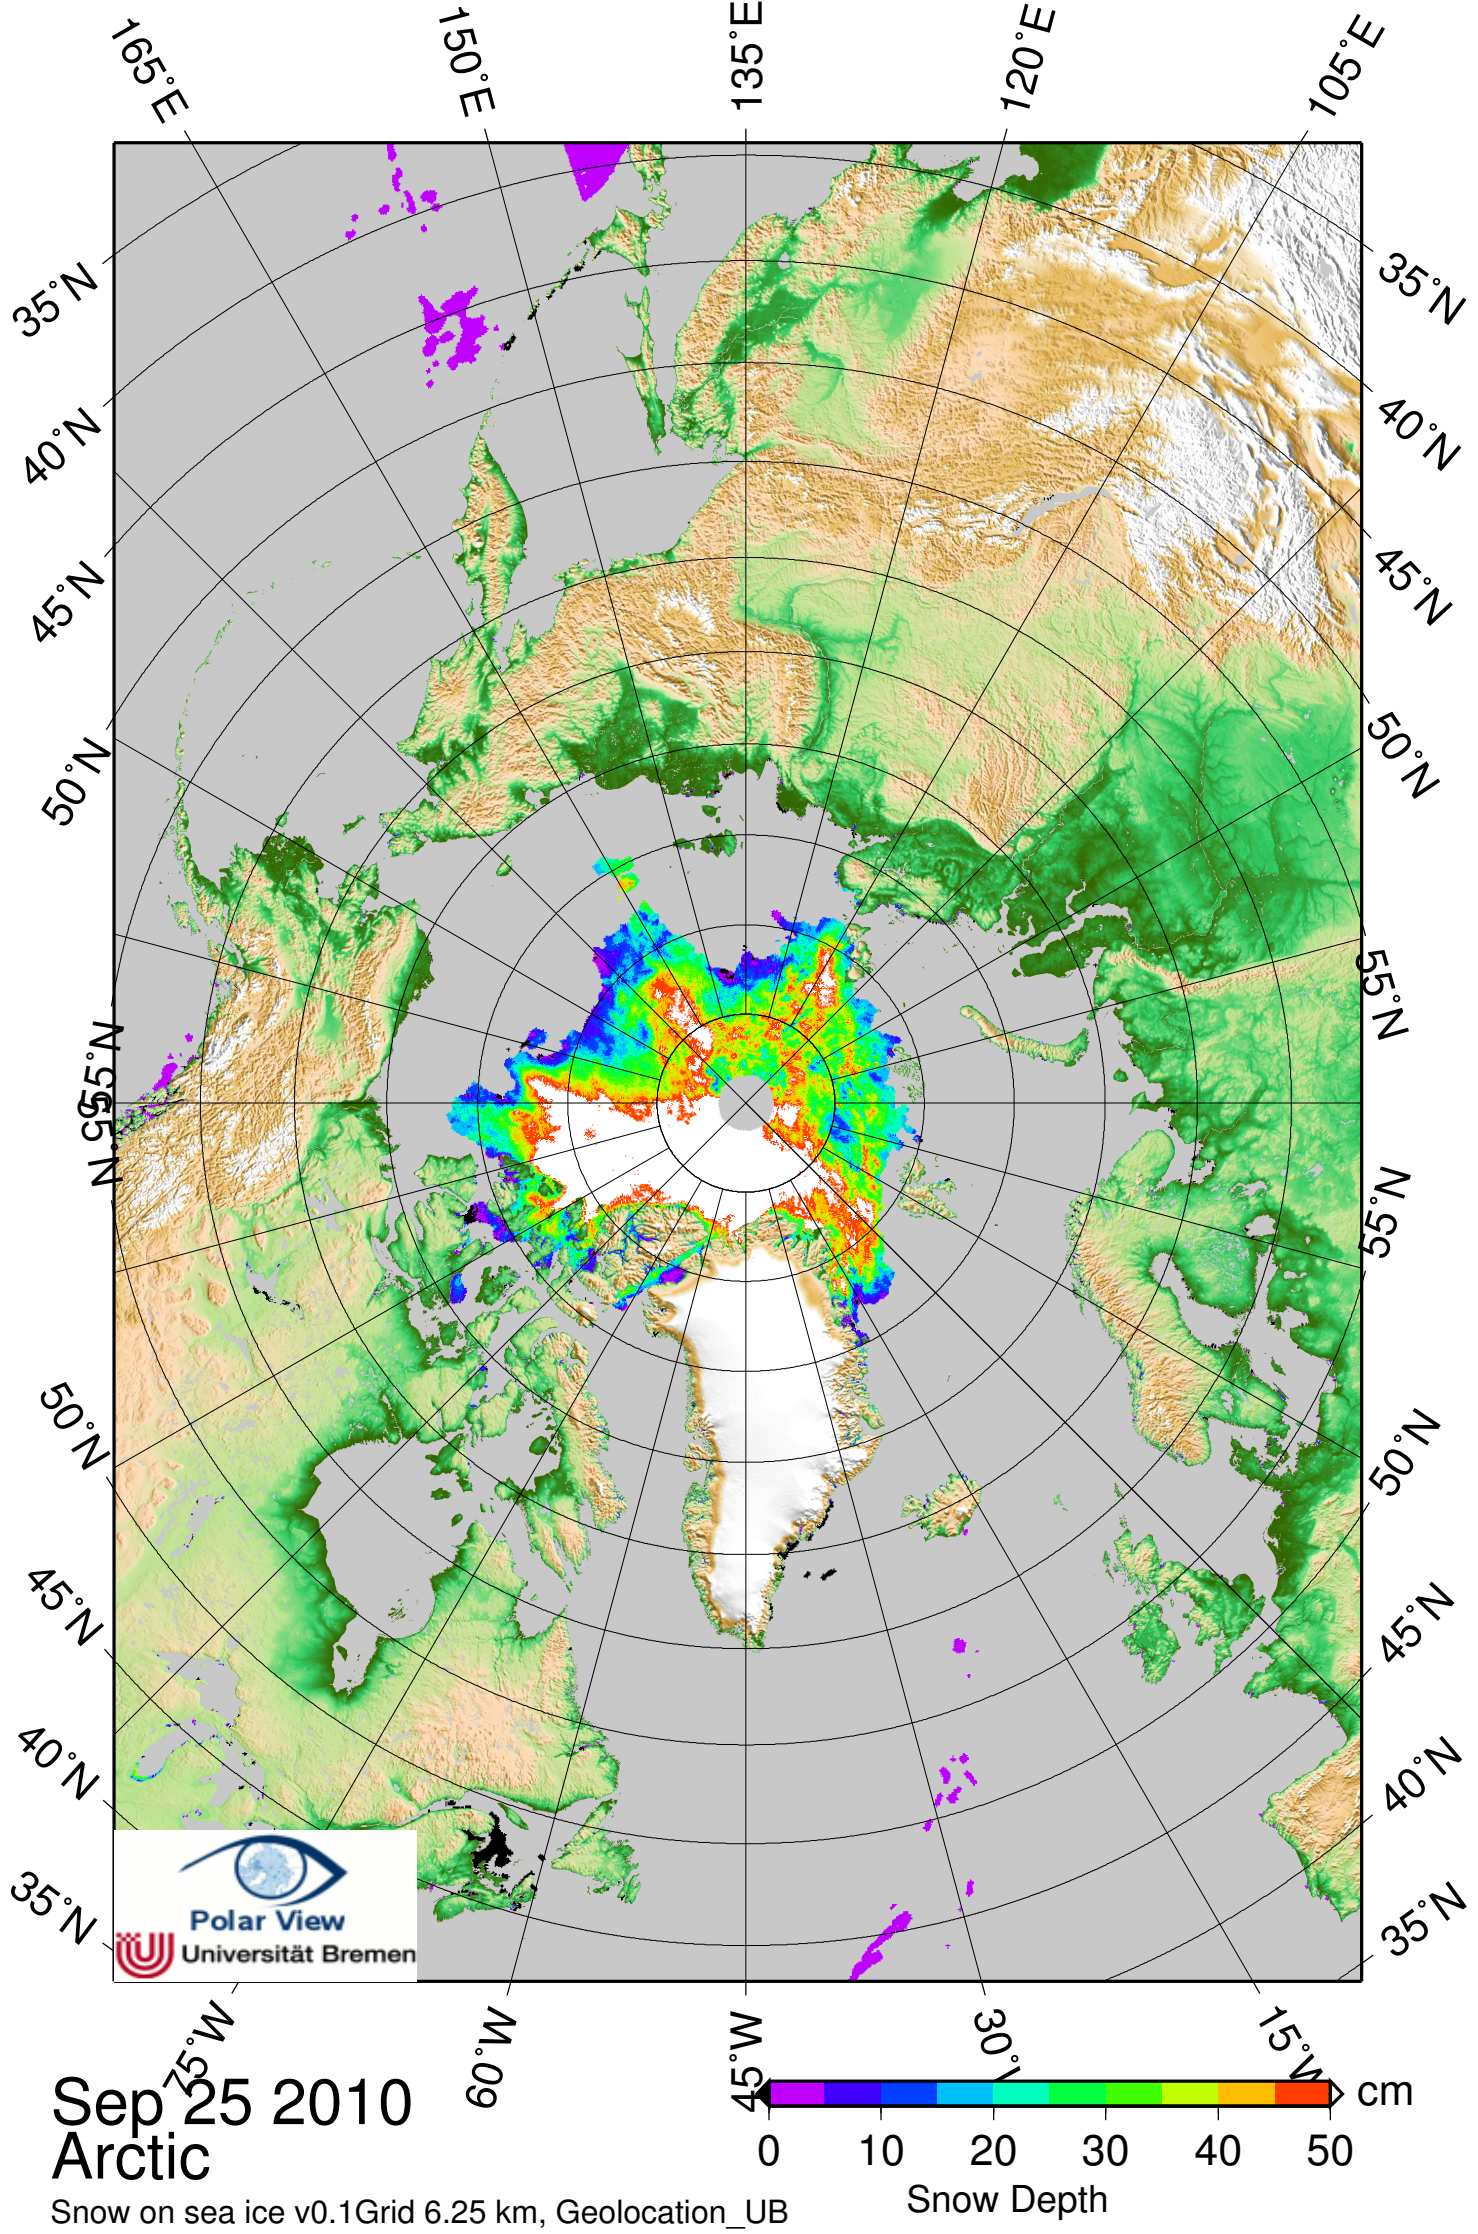 165°E 150°E 135°E 120°E 105°E
35°N 35°N
40°N 40°N
45°N 45°N
50°N 50°N
55°N 55°N
55°N 55°N
50°N 50°N
45°N 45°N
40°N 40°N
35°N 35°N
Polar View
Universität Bremen
75°W 60°W 45°W 30°W 15°W
Sep 25 2010
Arctic
Snow on sea ice v0.1Grid 6.25 km, Geolocation_UB
cm
0 10 20 30 40 50
Snow Depth